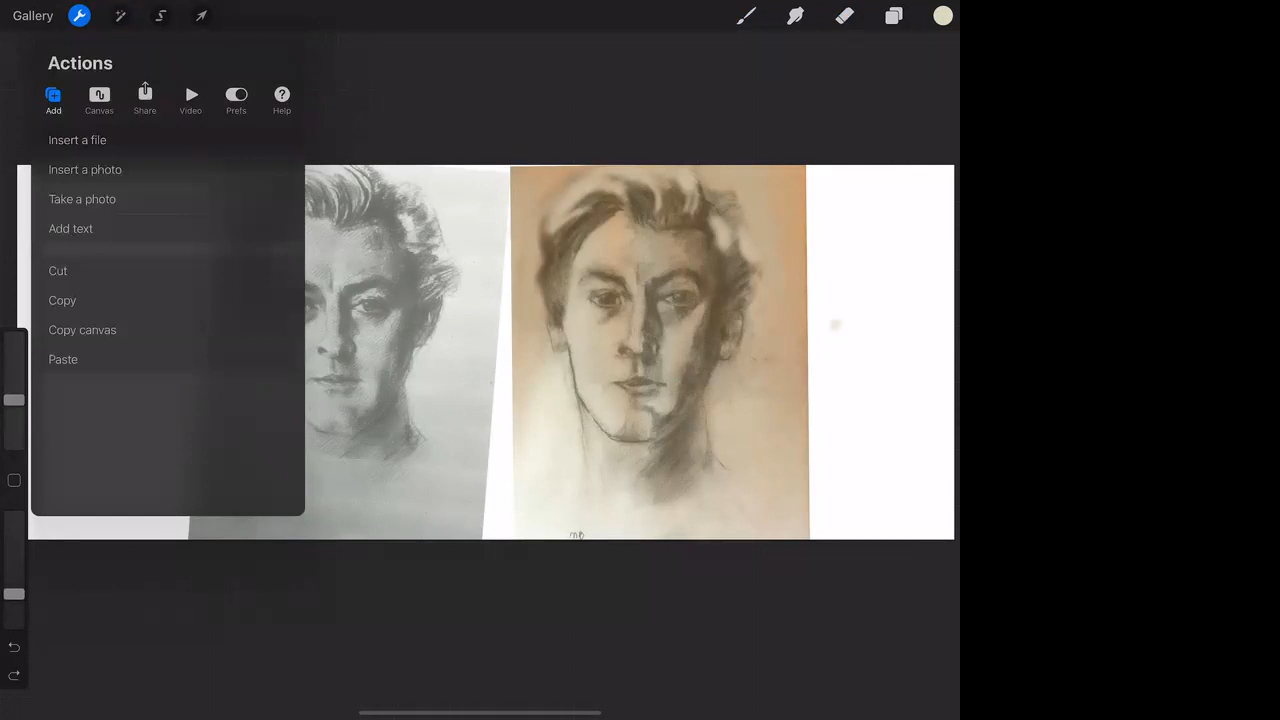 Gallery
Actions
Add Canvas Share Video Prefs Help
Insert a file
Insert a photo
Take a photo
Add text
Cut
Copy
Copy canvas
Paste